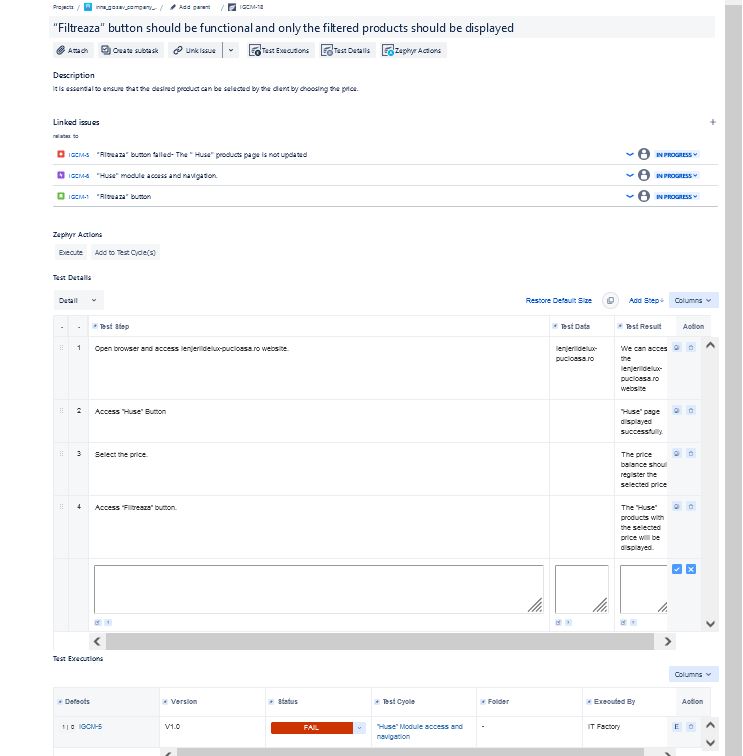 Projects / irina_gosav_company_... / Add parent / IGCM-18
"Filtreaza" button should be functional and only the filtered products should be displayed
Attach Create subtask Link issue Test Executions Test Details Zephyr Actions
Description
It is essential to ensure that the desired product can be selected by the client by choosing the price.
Linked issues +
relates to
IGCM-5 "Filtreaza" button failed- The " Huse" products page is not updated IN PROGRESS
IGCM-6 "Huse" module access and navigation. IN PROGRESS
IGCM-1 "Filtreaza" button IN PROGRESS
Zephyr Actions
Execute Add to Test Cycle(s)
Test Details
Detail Restore Default Size Add Step Columns
- - Test Step Test Data Test Result Action
1 Open browser and access lenjeriidelux-pucioasa.ro website. lenjeriidelux- We can acces
pucioasa.ro the
lenjeriidelux-
pucioasa.ro
website
2 Access "Huse" Button "Huse" page
displayed
successfully.
3 Select the price. The price
balance shoul
register the
selected price
4 Access "Filtreaza" button. The "Huse"
products with
the selected
price will be
displayed.
Test Executions
Columns
Defects Version Status Test Cycle Folder Executed By Action
1 | 0 IGCM-5 V1.0 FAIL "Huse" Module access and - IT Factory E
navigation